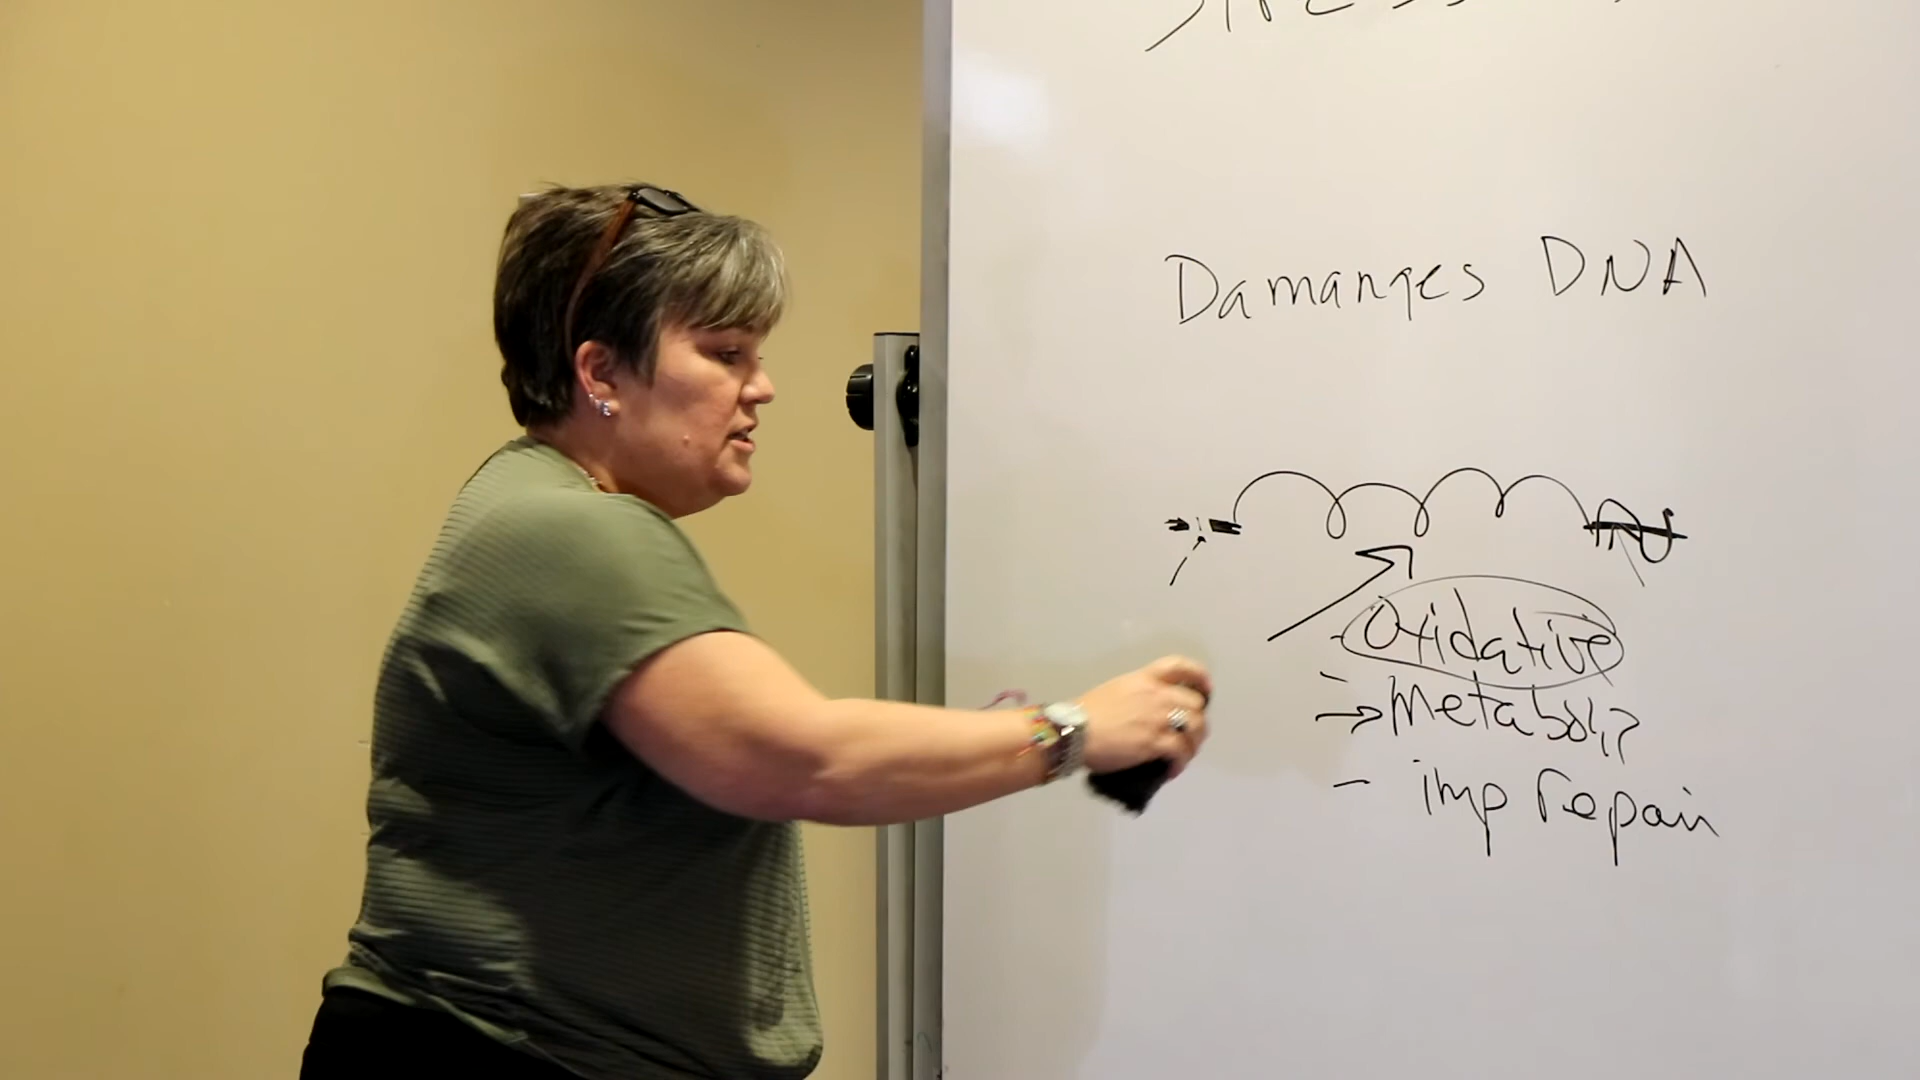 Damanges DNA
- Oxidative
→ Metabolic
- imp repair